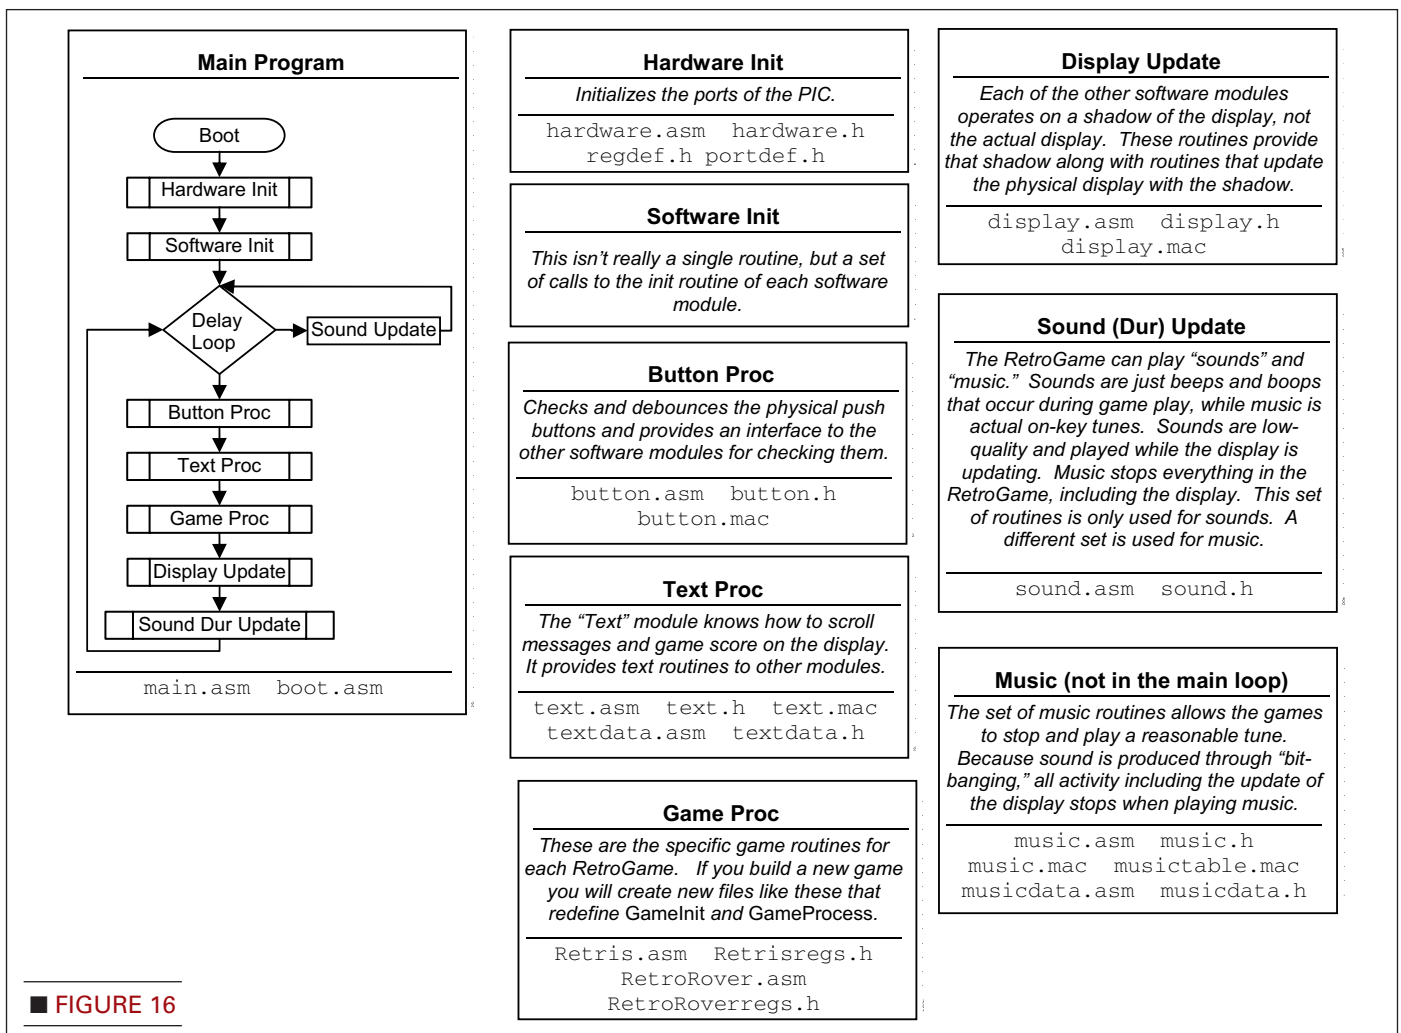 Main Program
Boot
Hardware Init
Software Init
Delay
Loop
Sound Update
Button Proc
Text Proc
Game Proc
Display Update
Sound Dur Update
main.asm boot.asm
Hardware Init
Initializes the ports of the PIC.
hardware.asm hardware.h
regdef.h portdef.h
Software Init
This isn't really a single routine, but a set
of calls to the init routine of each software
module.
Button Proc
Checks and debounces the physical push
buttons and provides an interface to the
other software modules for checking them.
button.asm button.h
button.mac
Text Proc
The “Text” module knows how to scroll
messages and game score on the display.
It provides text routines to other modules.
text.asm text.h text.mac
textdata.asm textdata.h
Game Proc
These are the specific game routines for
each RetroGame. If you build a new game
you will create new files like these that
redefine GameInit and GameProcess.
Retris.asm Retrisregs.h
RetroRover.asm
RetroRoverregs.h
Display Update
Each of the other software modules
operates on a shadow of the display, not
the actual display. These routines provide
that shadow along with routines that update
the physical display with the shadow.
display.asm display.h
display.mac
Sound (Dur) Update
The RetroGame can play “sounds” and
“music.” Sounds are just beeps and boops
that occur during game play, while music is
actual on-key tunes. Sounds are low-
quality and played while the display is
updating. Music stops everything in the
RetroGame, including the display. This set
of routines is only used for sounds. A
different set is used for music.
sound.asm sound.h
Music (not in the main loop)
The set of music routines allows the games
to stop and play a reasonable tune.
Because sound is produced through “bit-
banging,” all activity including the update of
the display stops when playing music.
music.asm music.h
music.mac musictable.mac
musicdata.asm musicdata.h
■ FIGURE 16